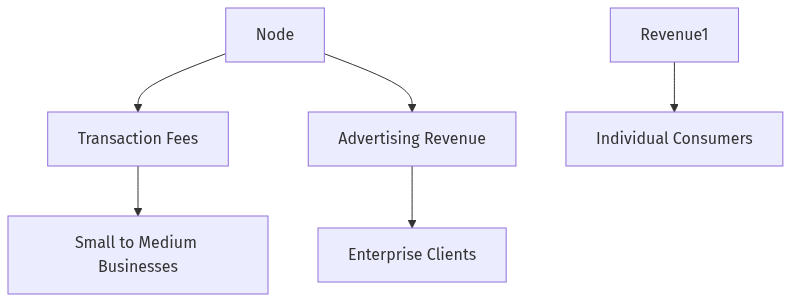 Node
Revenue1
Transaction Fees
Advertising Revenue
Individual Consumers
Small to Medium
Businesses
Enterprise Clients